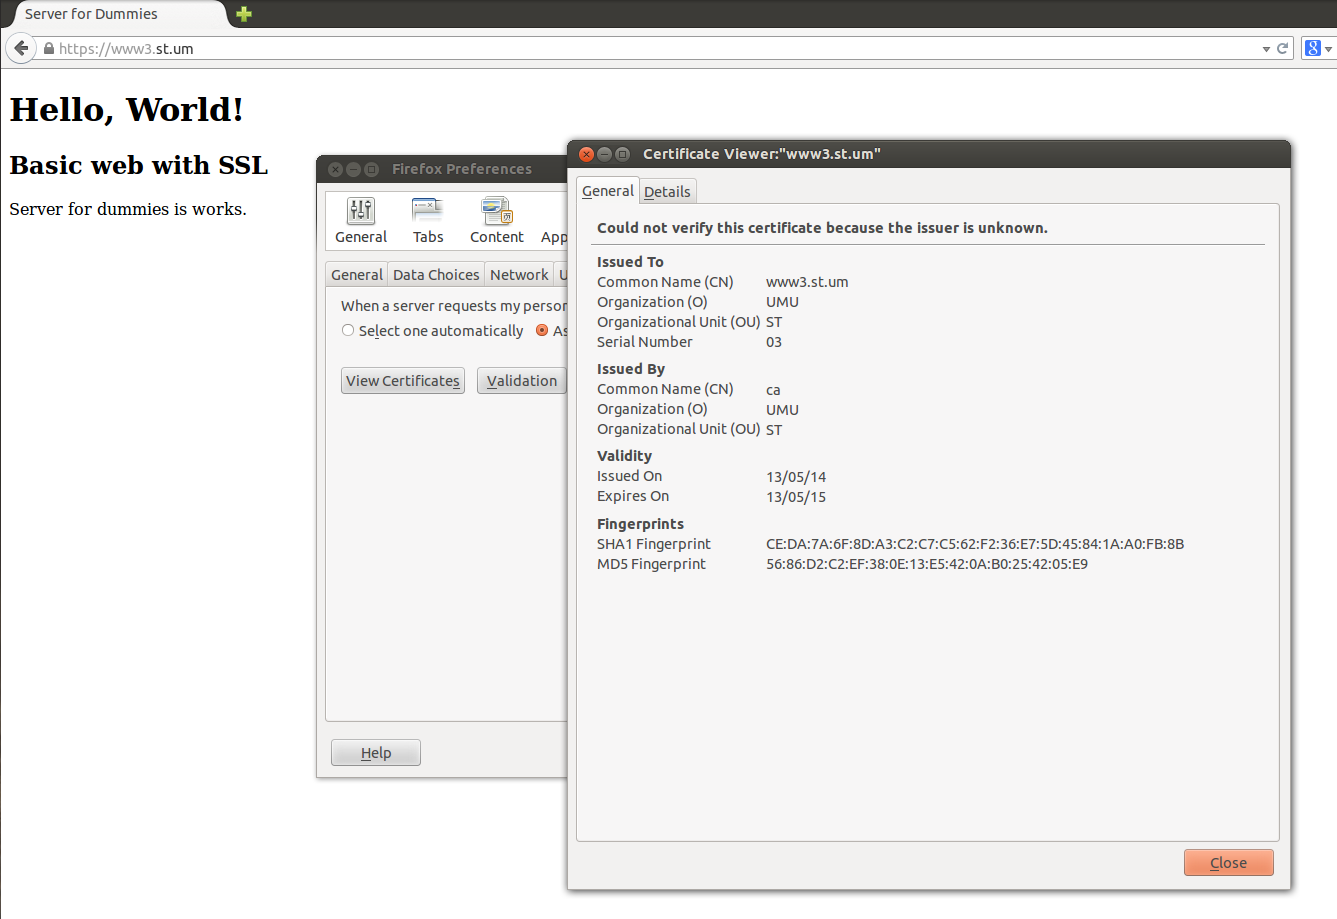 Server for Dummies
https://www3.st.um
8
Hello, World!
Basic web with SSL
Server for dummies is works.
Firefox Preferences
General Tabs Content App
General Data Choices Network U
When a server requests my person
Select one automatically As
View Certificates Validation
Help
Certificate Viewer:"www3.st.um"
General Details
Could not verify this certificate because the issuer is unknown.
Issued To
Common Name (CN) www3.st.um
Organization (O) UMU
Organizational Unit (OU) ST
Serial Number 03
Issued By
Common Name (CN) ca
Organization (O) UMU
Organizational Unit (OU) ST
Validity
Issued On 13/05/14
Expires On 13/05/15
Fingerprints
SHA1 Fingerprint CE:DA:7A:6F:8D:A3:C2:C7:C5:62:F2:36:E7:5D:45:84:1A:A0:FB:8B
MD5 Fingerprint 56:86:D2:C2:EF:38:0E:13:E5:42:0A:B0:25:42:05:E9
Close